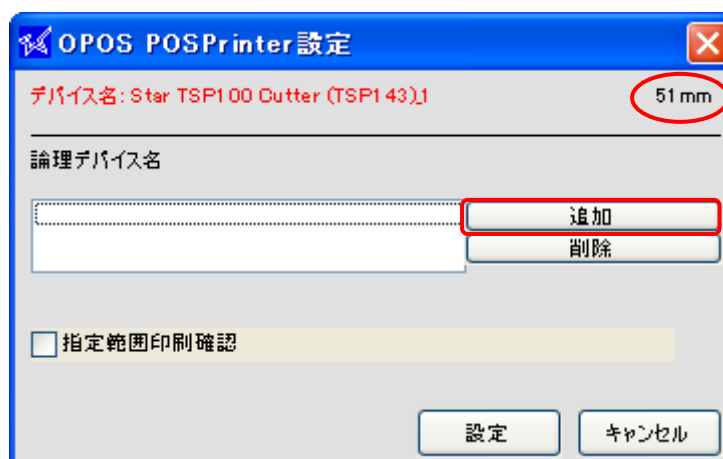 OPOS POSPrinter設定
デバイス名: Star TSP100 Cutter (TSP143)_1
51 mm
論理デバイス名
追加
削除
指定範囲印刷確認
設定
キャンセル